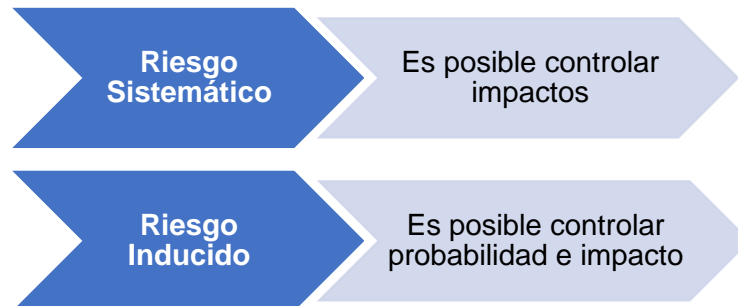 Riesgo
Sistemático
Es posible controlar
impactos
Riesgo
Inducido
Es posible controlar
probabilidad e impacto